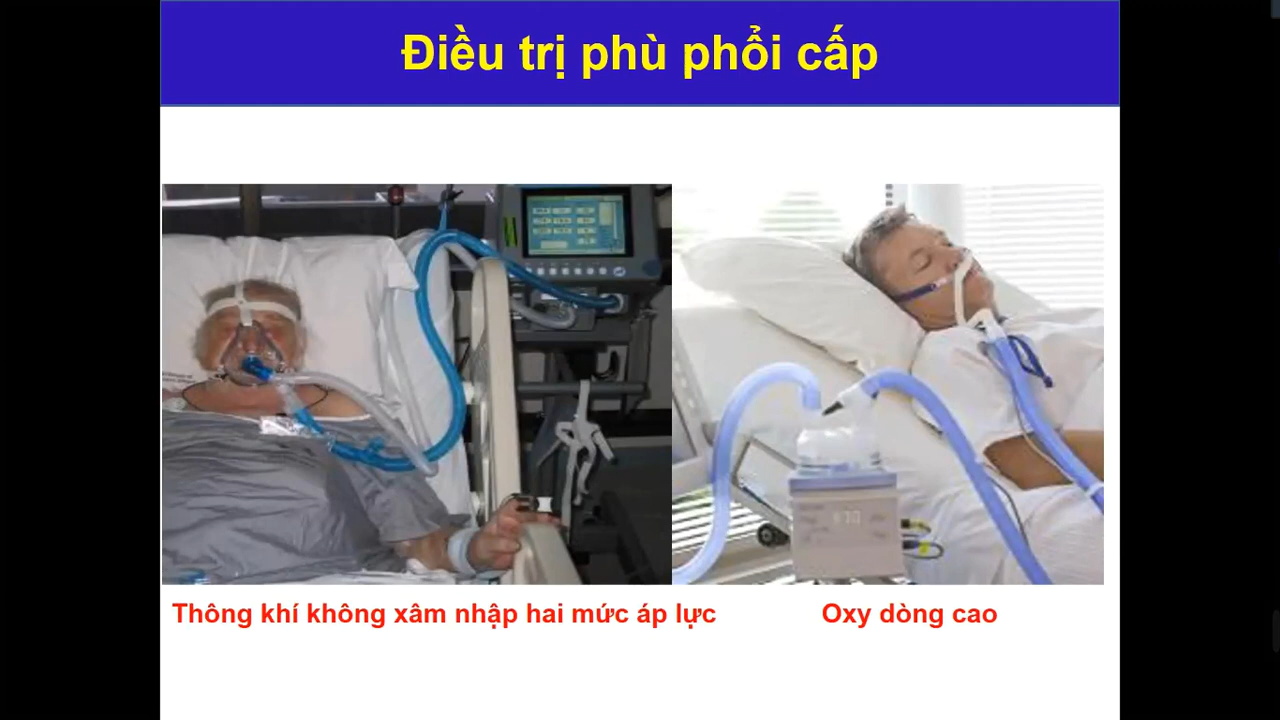 Điều trị phù phổi cấp
Thông khí không xâm nhập hai mức áp lực
Oxy dòng cao